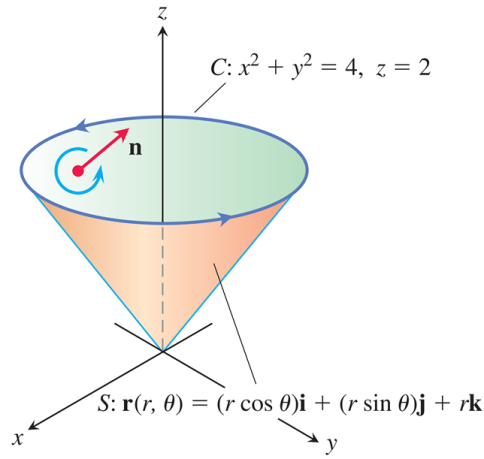 z
C: x² + y² = 4, z = 2
n
S: r(r, θ) = (r cos θ)i + (r sin θ)j + rk
x
y